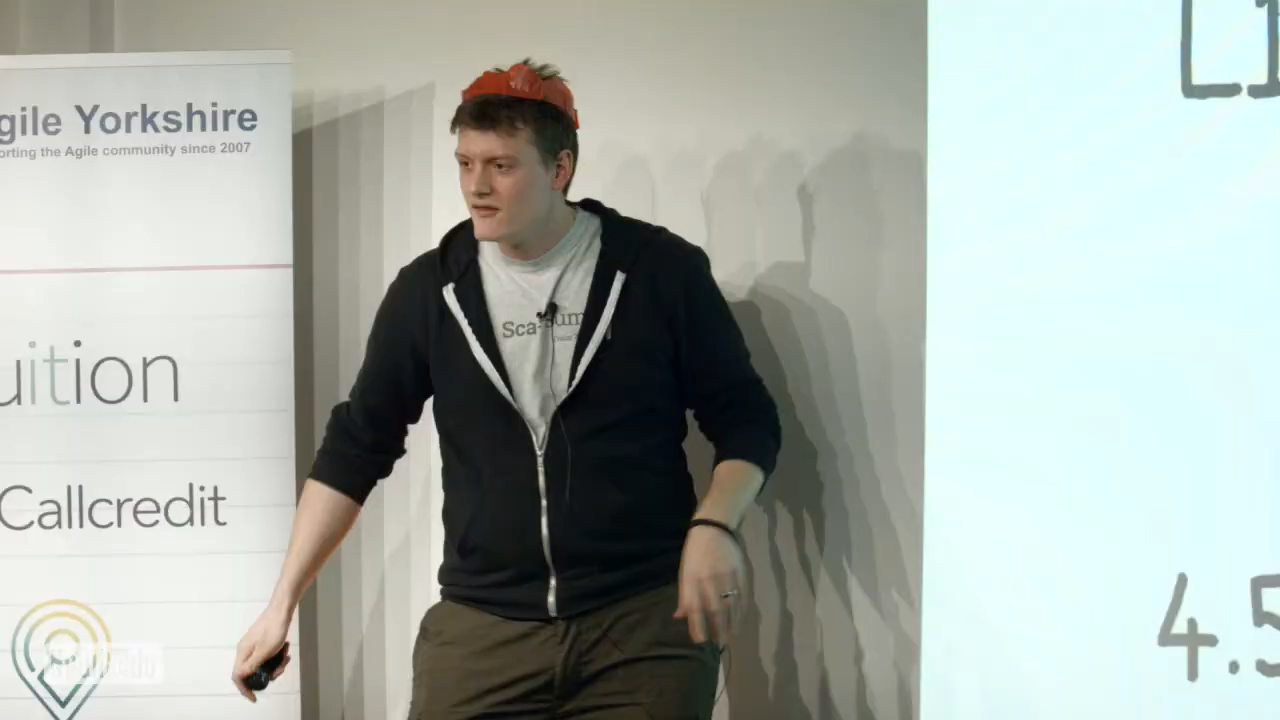 gile Yorkshire
orting the Agile community since 2007
uition
Callcredit
4.5